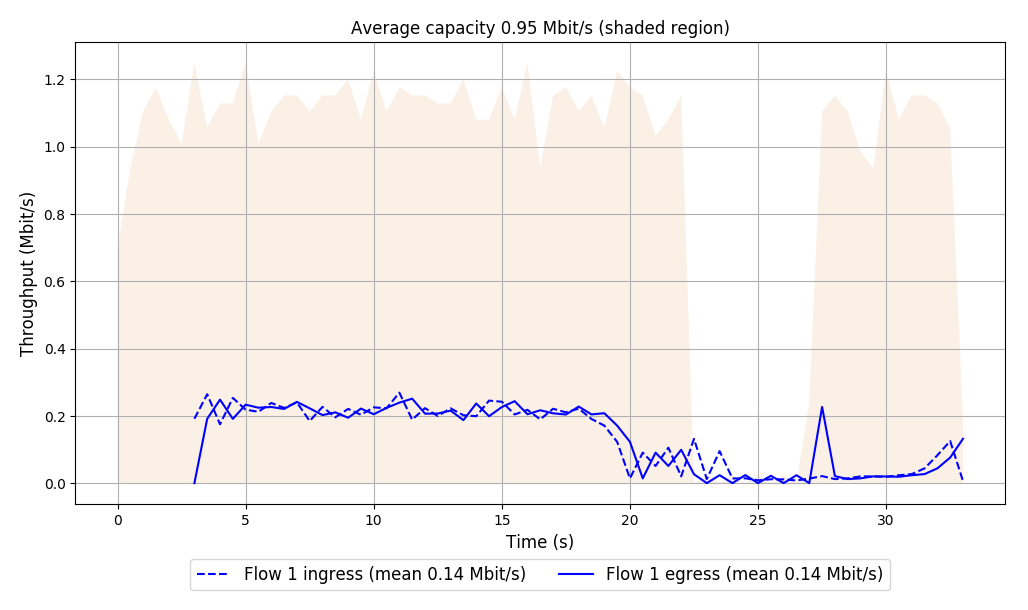 Average capacity 0.95 Mbit/s (shaded region)
Throughput (Mbit/s)
1.2
1.0
0.8
0.6
0.4
0.2
0.0
0 5 10 15 20 25 30
Time (s)
Flow 1 ingress (mean 0.14 Mbit/s) Flow 1 egress (mean 0.14 Mbit/s)